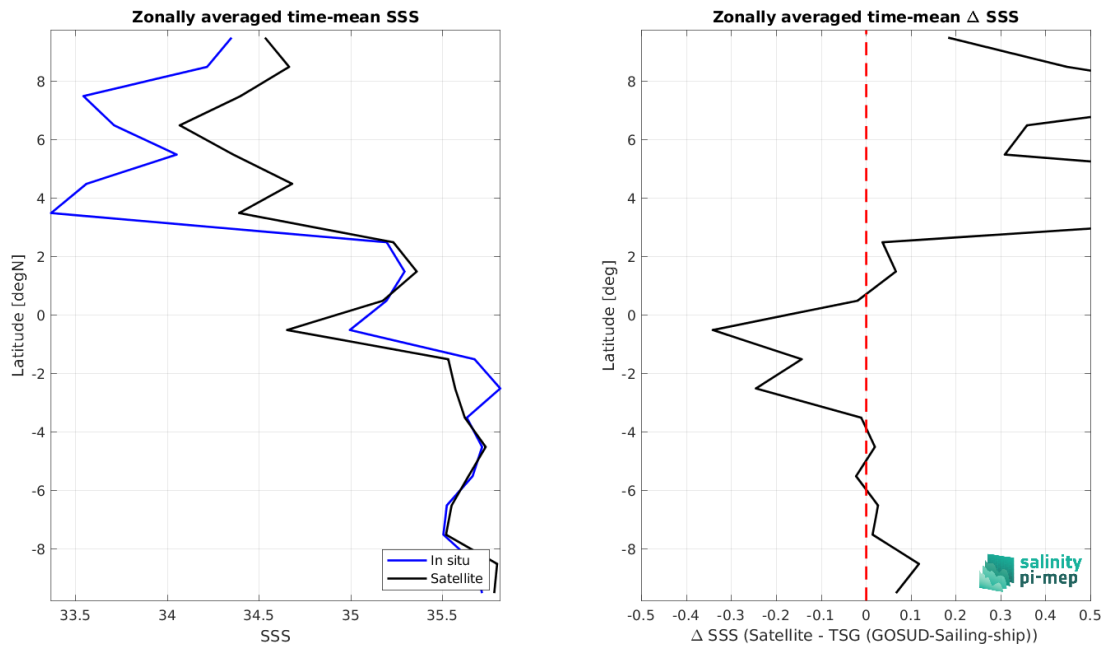 Zonally averaged time-mean SSS
Latitude [degN]
8
6
4
2
0
-2
-4
-6
-8
33.5 34 34.5 35 35.5
SSS
In situ
Satellite
Zonally averaged time-mean Δ SSS
Latitude [deg]
8
6
4
2
0
-2
-4
-6
-8
-0.5 -0.4 -0.3 -0.2 -0.1 0 0.1 0.2 0.3 0.4 0.5
Δ SSS (Satellite - TSG (GOSUD-Sailing-ship))
salinity
pi-mep